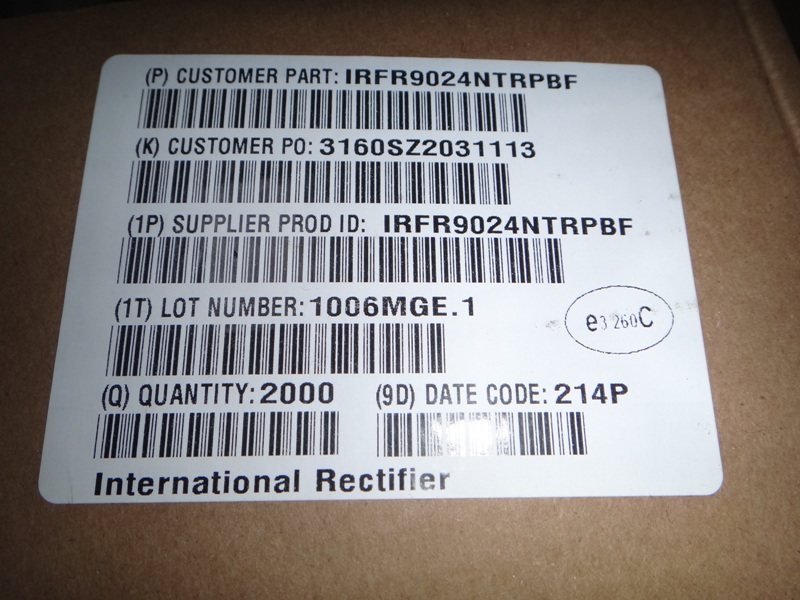 (P) CUSTOMER PART: IRFR9024NTRPBF
(K) CUSTOMER PO: 3160SZ2031113
(1P) SUPPLIER PROD ID: IRFR9024NTRPBF
(1T) LOT NUMBER: 1006MGE.1
e3 260C
(Q) QUANTITY: 2000 (9D) DATE CODE: 214P
International Rectifier